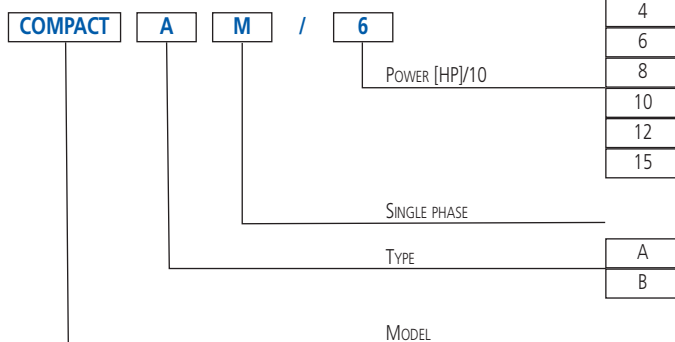 COMPACT A M / 6
4
6
POWER [HP]/10 8
10
12
15
SINGLE PHASE
TYPE A
B
MODEL